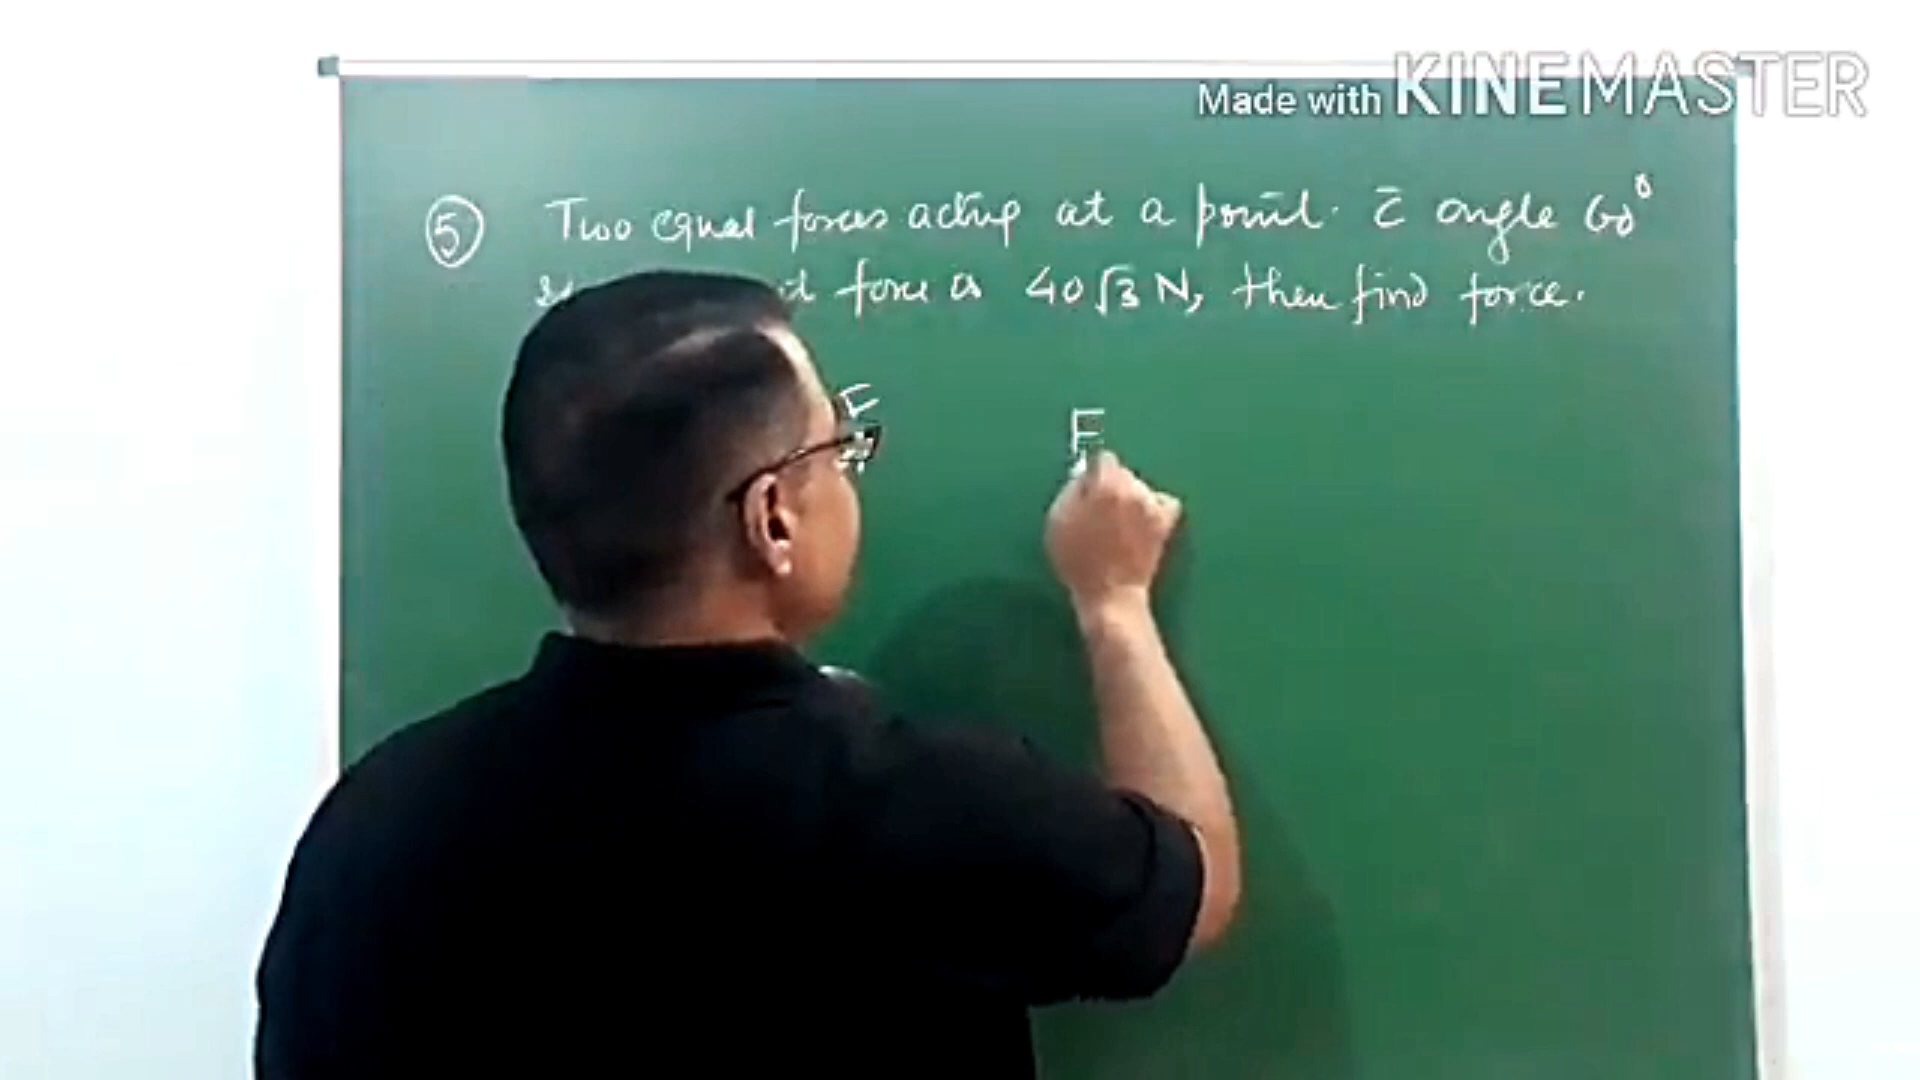 Made with KINEMASTER
5 Two equal forces acting at a point. c̄ angle 60°
force is 40√3 N, then find force.
F F